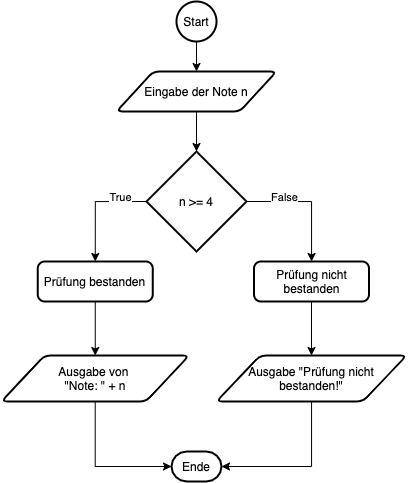 Start
Eingabe der Note n
n >= 4
True
False
Prüfung bestanden
Prüfung nicht
bestanden
Ausgabe von
"Note: " + n
Ausgabe "Prüfung nicht
bestanden!"
Ende